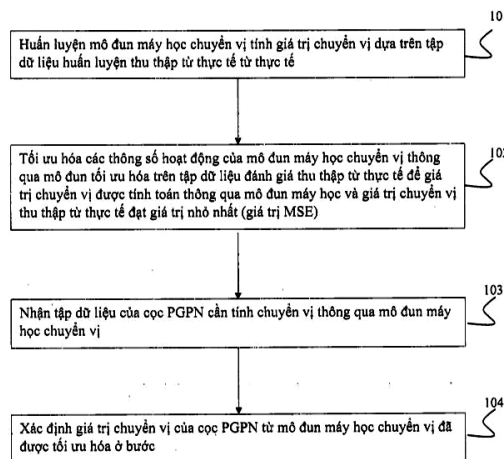 10
Huấn luyện mô đun máy học chuyển vị tính giá trị chuyển vị dựa trên tập
dữ liệu huấn luyện thu thập từ thực tế từ thực tế
102
Tối ưu hóa các thông số hoạt động của mô đun máy học chuyển vị thông
qua mô đun tối ưu hóa trên tập dữ liệu đánh giá thu thập từ thực tế để giá
trị chuyển vị được tính toán thông qua mô đun máy học và giá trị chuyển vị
thu thập từ thực tế đạt giá trị nhỏ nhất (giá trị MSE)
103
Nhận tập dữ liệu của cọc PGPN cần tính chuyển vị thông qua mô đun máy
học chuyển vị
104
Xác định giá trị chuyển vị của cọc PGPN từ mô đun máy học chuyển vị đã
được tối ưu hóa ở bước